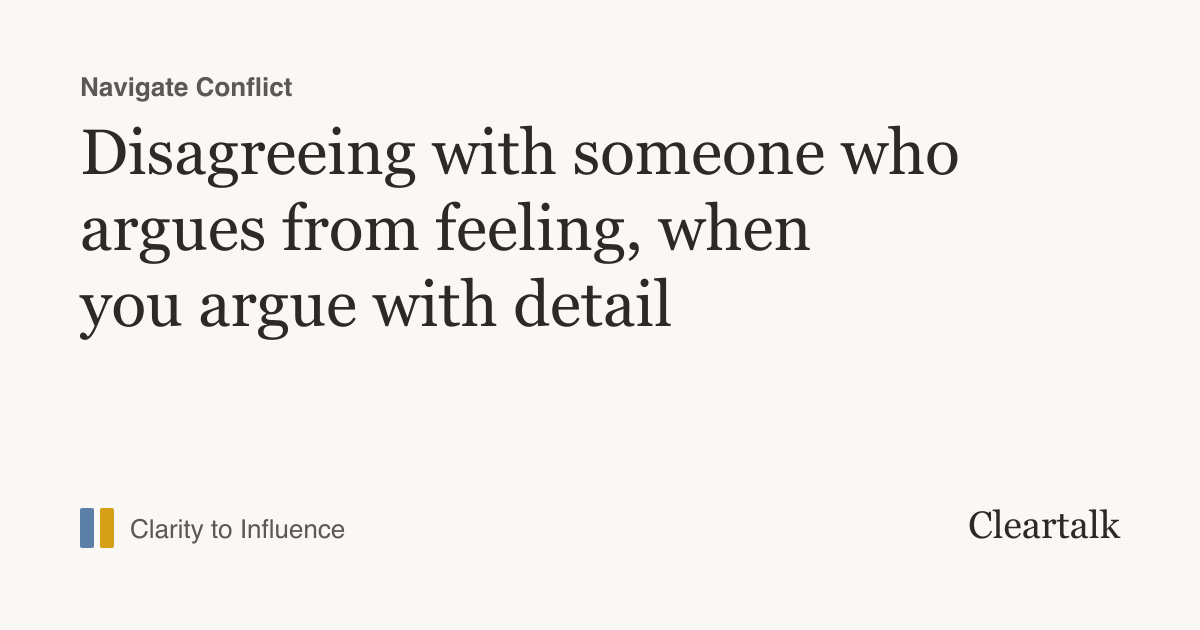 Navigate Conflict
Disagreeing with someone who
argues from feeling, when
you argue with detail
Clarity to Influence
Cleartalk